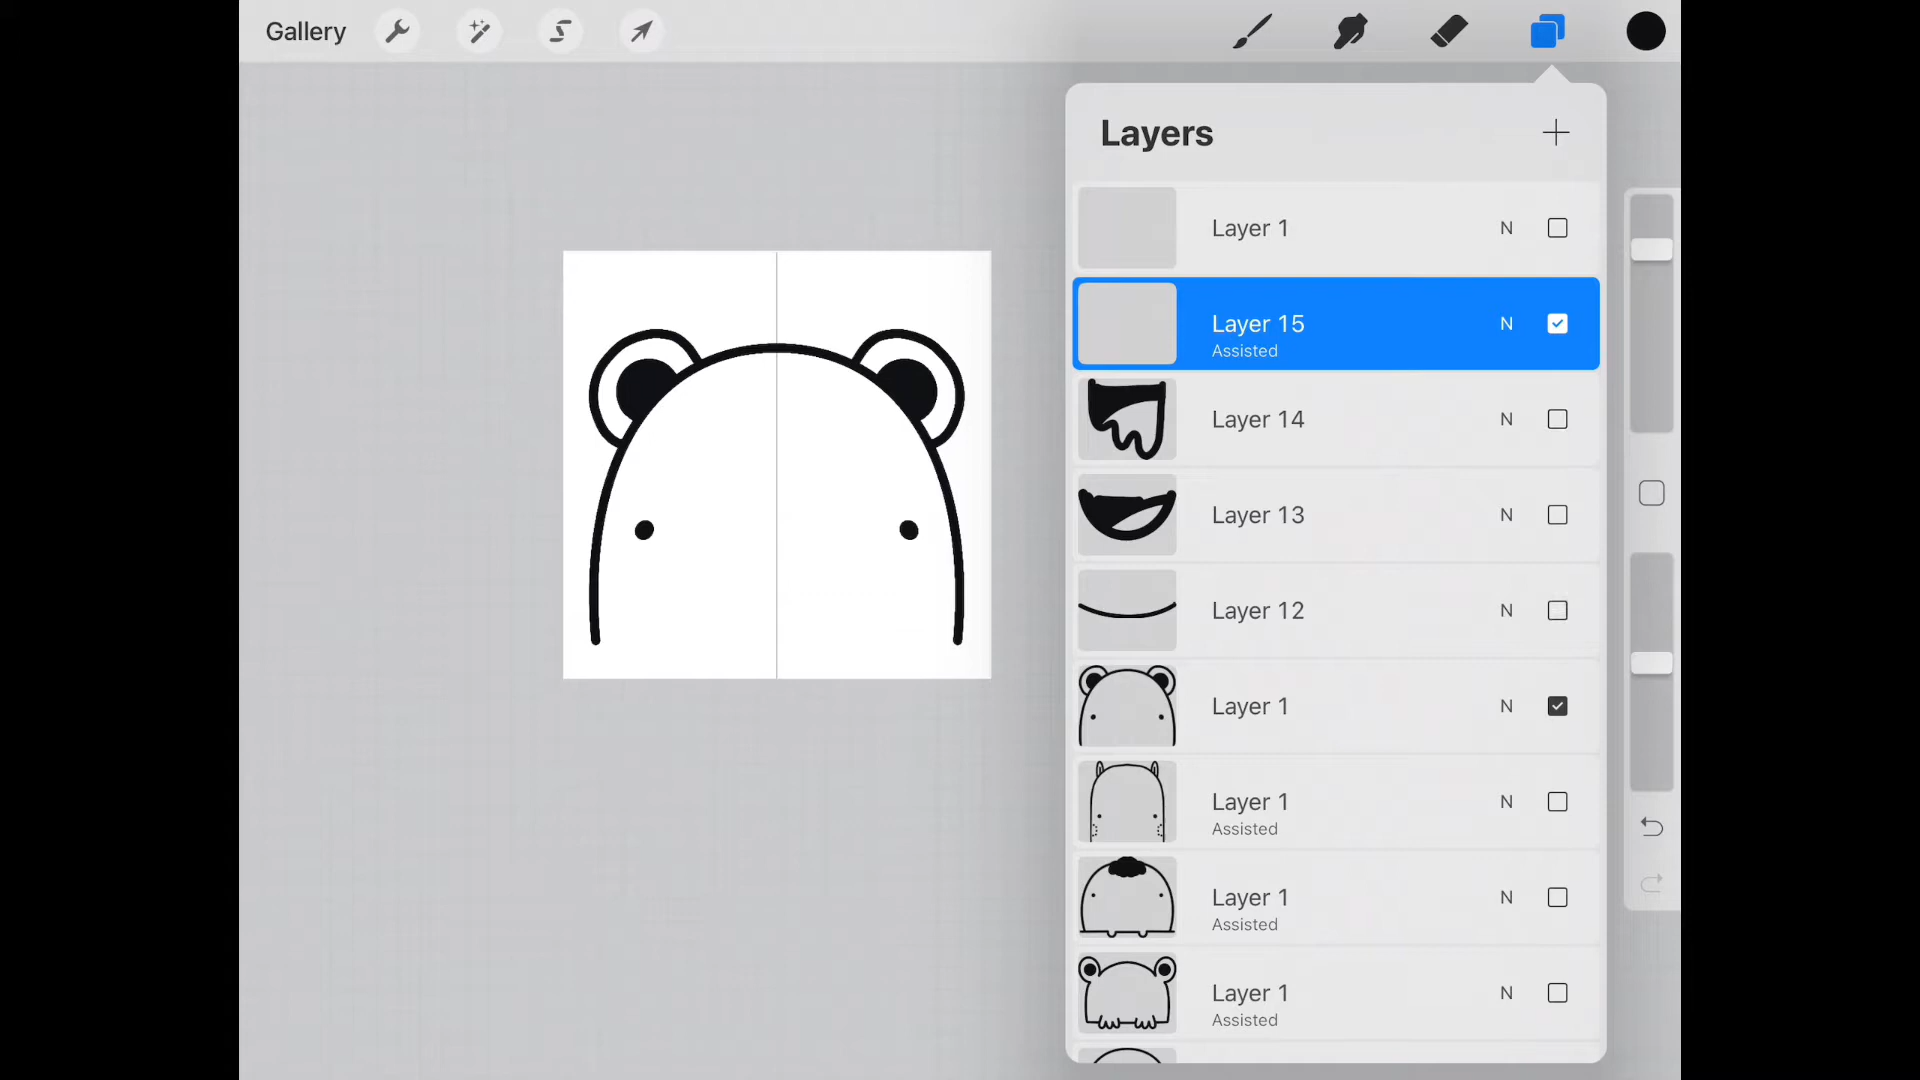 Gallery
Layers
Layer 1 N
Layer 15 N
Assisted
Layer 14 N
Layer 13 N
Layer 12 N
Layer 1 N
Layer 1 N
Assisted
Layer 1 N
Assisted
Layer 1 N
Assisted